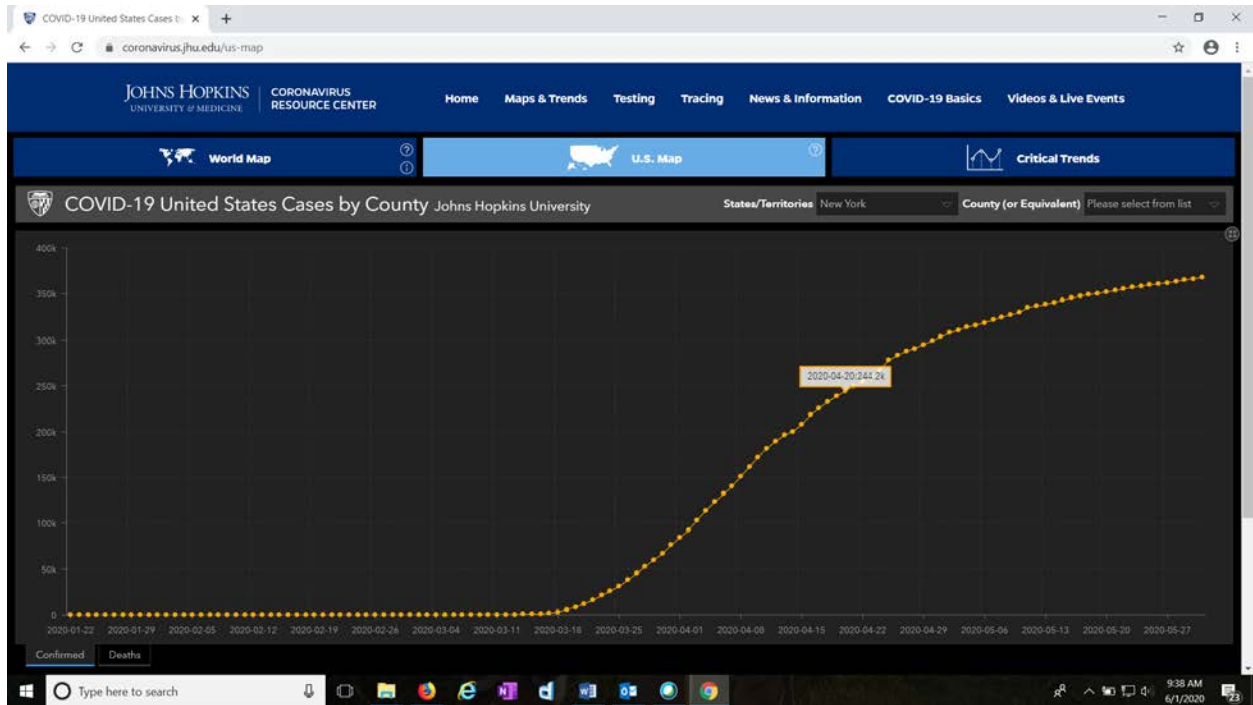 COVID-19 United States Cases b
coronavirus.jhu.edu/us-map
JOHNS HOPKINS
UNIVERSITY & MEDICINE
CORONAVIRUS
RESOURCE CENTER
Home Maps & Trends Testing Tracing News & Information COVID-19 Basics Videos & Live Events
World Map
U.S. Map
Critical Trends
COVID-19 United States Cases by County Johns Hopkins University
States/Territories New York
County (or Equivalent) Please select from list
400k
350k
300k
250k
200k
150k
100k
50k
0
2020-04-20:244.2k
2020-01-22 2020-01-29 2020-02-05 2020-02-12 2020-02-19 2020-02-26 2020-03-04 2020-03-11 2020-03-18 2020-03-25 2020-04-01 2020-04-08 2020-04-15 2020-04-22 2020-04-29 2020-05-06 2020-05-13 2020-05-20 2020-05-27
Confirmed Deaths
Type here to search
9:38 AM
6/1/2020
23